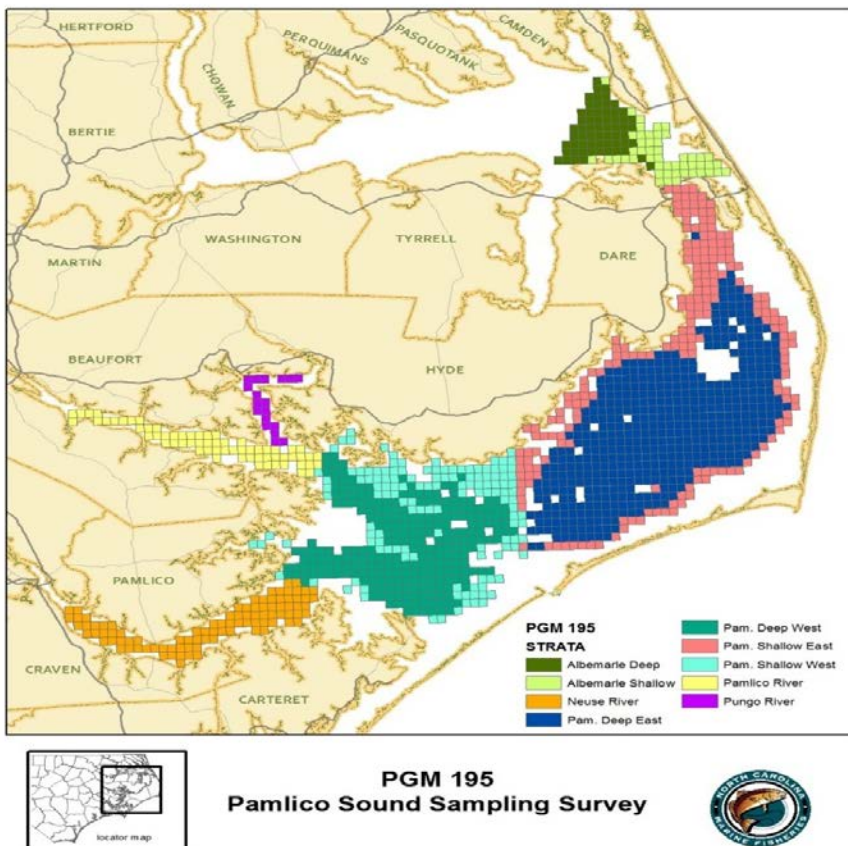 HERTFORD
CHOWAN
PERQUIMANS
PASQUOTANK
CAMDEN
BERTIE
WASHINGTON
TYRRELL
DARE
MARTIN
BEAUFORT
HYDE
PAMLICO
CRAVEN
CARTERET
PGM 195
STRATA
Albemarle Deep
Albemarle Shallow
Neuse River
Pam. Deep East
Pam. Deep West
Pam. Shallow East
Pam. Shallow West
Pamlico River
Pungo River
locator map
PGM 195
Pamlico Sound Sampling Survey
NORTH CAROLINA
MARINE FISHERIES